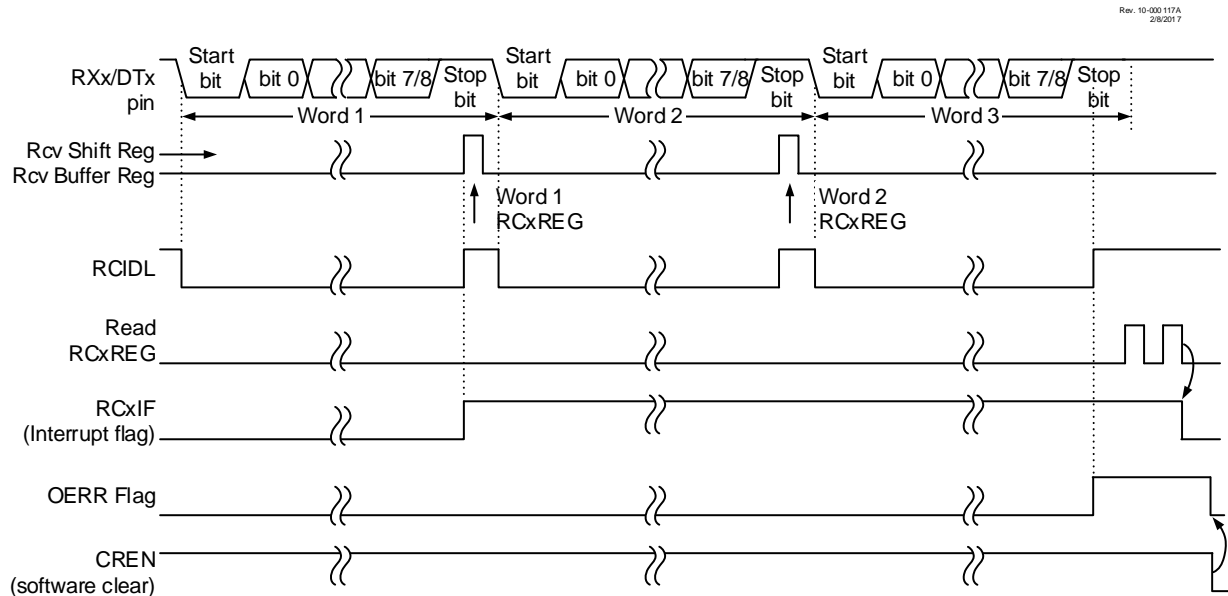 Rev. 10-000117A
2/8/2017
RXx/DTx
pin
Start
bit
bit 0
bit 7/8
Stop
bit
Start
bit
bit 0
bit 7/8
Stop
bit
Start
bit
bit 0
bit 7/8
Stop
bit
Word 1
Word 2
Word 3
Rcv Shift Reg
Rcv Buffer Reg
Word 1
RCxREG
Word 2
RCxREG
RCIDL
Read
RCxREG
RCxIF
(Interrupt flag)
OERR Flag
CREN
(software clear)